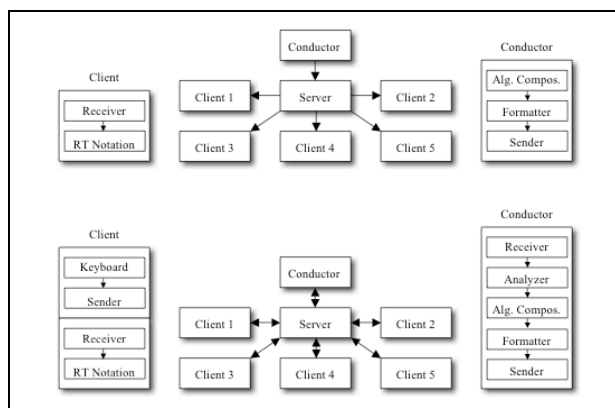 Conductor
Conductor
Client
Alg. Compos.
Receiver
Client 1
Server
Client 2
Formatter
RT Notation
Client 3
Client 4
Client 5
Sender
Conductor
Client
Receiver
Keyboard
Conductor
Analyzer
Sender
Client 1
Server
Client 2
Alg. Compos.
Receiver
Formatter
RT Notation
Client 3
Client 4
Client 5
Sender